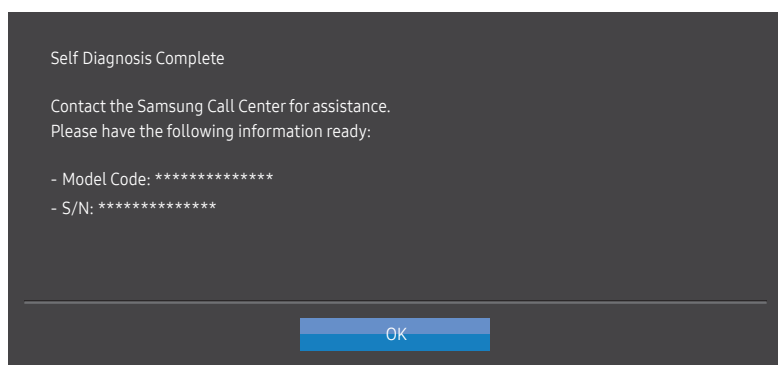 Self Diagnosis Complete
Contact the Samsung Call Center for assistance.
Please have the following information ready:
- Model Code: **************
- S/N: **************
OK